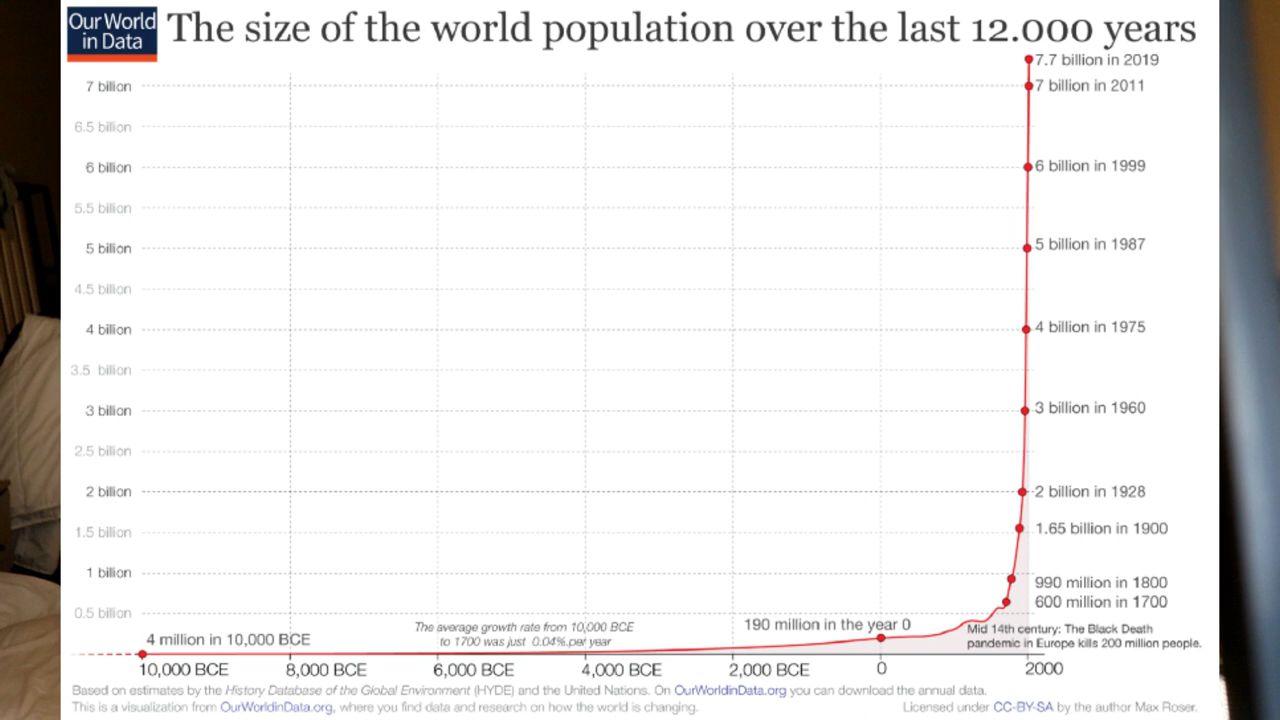 Our World
in Data
The size of the world population over the last 12.000 years
7.7 billion in 2019
7 billion
7 billion in 2011
6.5 billion
6 billion
6 billion in 1999
5.5 billion
5 billion
5 billion in 1987
4.5 billion
4 billion
4 billion in 1975
3.5 billion
3 billion
3 billion in 1960
2.5 billion
2 billion
2 billion in 1928
1.5 billion
1.65 billion in 1900
1 billion
990 million in 1800
0.5 billion
600 million in 1700
4 million in 10,000 BCE
The average growth rate from 10,000 BCE
to 1700 was just 0.04% per year
190 million in the year 0
Mid 14th century: The Black Death
pandemic in Europe kills 200 million people.
10,000 BCE
8,000 BCE
6,000 BCE
4,000 BCE
2,000 BCE
0
2000
Based on estimates by the History Database of the Global Environment (HYDE) and the United Nations. On OurWorldinData.org you can download the annual data.
This is a visualization from OurWorldinData.org, where you find data and research on how the world is changing.
Licensed under CC-BY-SA by the author Max Roser.